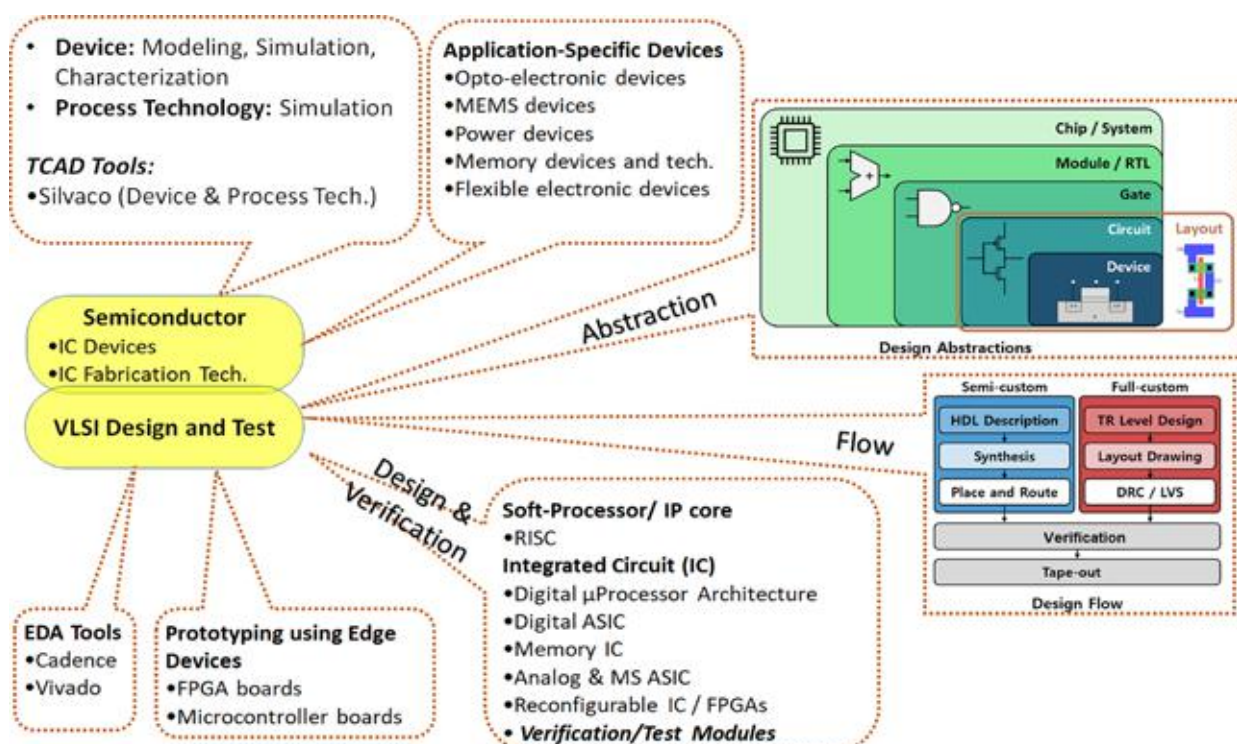 • Device: Modeling, Simulation,
Characterization
• Process Technology: Simulation
TCAD Tools:
•Silvaco (Device & Process Tech.)
Application-Specific Devices
•Opto-electronic devices
•MEMS devices
•Power devices
•Memory devices and tech.
•Flexible electronic devices
Chip / System
Module / RTL
Gate
Circuit
Layout
Device
Design Abstractions
Semiconductor
•IC Devices
•IC Fabrication Tech.
VLSI Design and Test
Abstraction
Flow
Design &
Verification
Semi-custom
Full-custom
HDL Description
TR Level Design
Synthesis
Layout Drawing
Place and Route
DRC / LVS
Verification
Tape-out
Design Flow
EDA Tools
•Cadence
•Vivado
Prototyping using Edge
Devices
•FPGA boards
•Microcontroller boards
Soft-Processor/ IP core
•RISC
Integrated Circuit (IC)
•Digital µProcessor Architecture
•Digital ASIC
•Memory IC
•Analog & MS ASIC
•Reconfigurable IC / FPGAs
• Verification/Test Modules